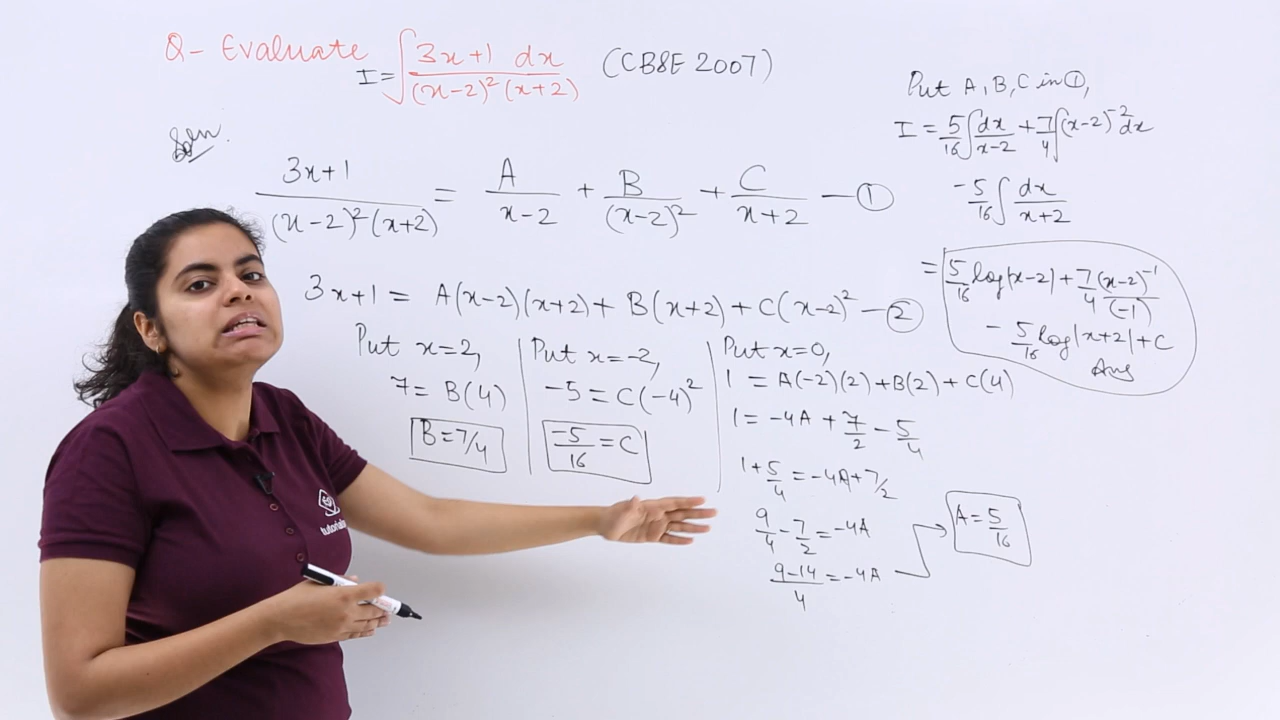 Q- Evaluate I = ∫ 3x+1 dx / (x-2)² (x+2) (CBSE 2007)
Soln.
3x+1 / (x-2)² (x+2) = A / x-2 + B / (x-2)² + C / x+2 — ①
3x+1 = A(x-2)(x+2) + B(x+2) + C(x-2)² — ②
Put x=2,
7 = B(4)
B = 7/4
Put x=-2,
-5 = C(-4)²
-5/16 = C
Put x=0,
1 = A(-2)(2) + B(2) + C(4)
1 = -4A + 7/2 - 5/4
1 + 5/4 = -4A + 7/2
9/4 - 7/2 = -4A
9-14 / 4 = -4A
A = 5/16
Put A, B, C in ①,
I = 5/16 ∫ dx / x-2 + 7/4 ∫ (x-2)⁻² dx
-5/16 ∫ dx / x+2
= 5/16 log|x-2| + 7/4 (x-2)⁻¹ / (-1)
- 5/16 log|x+2| + C
Ans
tutorials